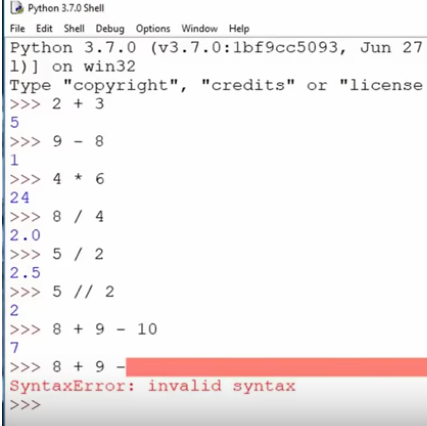 Python 3.7.0 Shell
File Edit Shell Debug Options Window Help
Python 3.7.0 (v3.7.0:1bf9cc5093, Jun 27
1)] on win32
Type "copyright", "credits" or "license
>>> 2 + 3
5
>>> 9 - 8
1
>>> 4 * 6
24
>>> 8 / 4
2.0
>>> 5 / 2
2.5
>>> 5 // 2
2
>>> 8 + 9 - 10
7
>>> 8 + 9 -
SyntaxError: invalid syntax
>>>